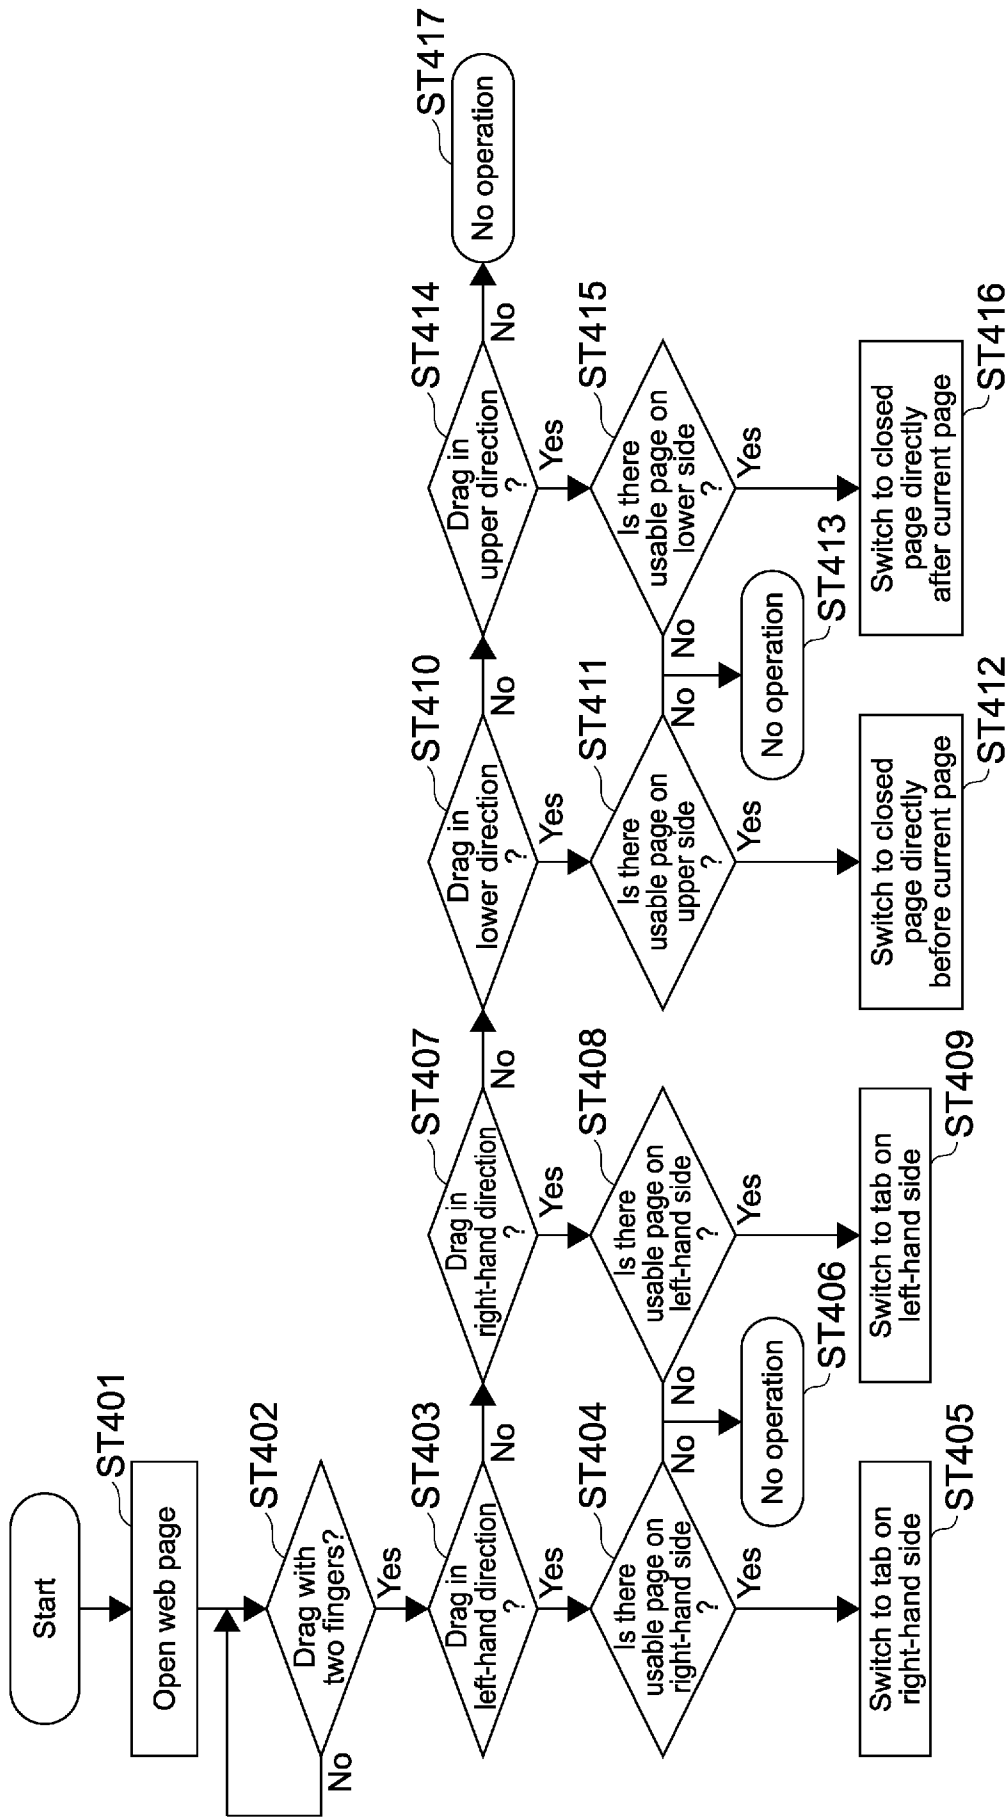 Start
ST401
Open web page
ST402
Drag with
two fingers?
No
Yes
ST403
Drag in
left-hand direction
?
No
Yes
ST407
Drag in
right-hand direction
?
No
Yes
ST410
Drag in
lower direction
?
No
Yes
ST414
Drag in
upper direction
?
No
Yes
ST417
No operation
ST404
Is there
usable page on
right-hand side
?
No
Yes
ST408
Is there
usable page on
left-hand side
?
No
Yes
ST411
Is there
usable page on
upper side
?
No
Yes
ST415
Is there
usable page on
lower side
?
No
Yes
No operation
ST406
No operation
ST413
Switch to tab on
right-hand side
ST405
Switch to tab on
left-hand side
ST409
Switch to closed
page directly
before current page
ST412
Switch to closed
page directly
after current page
ST416